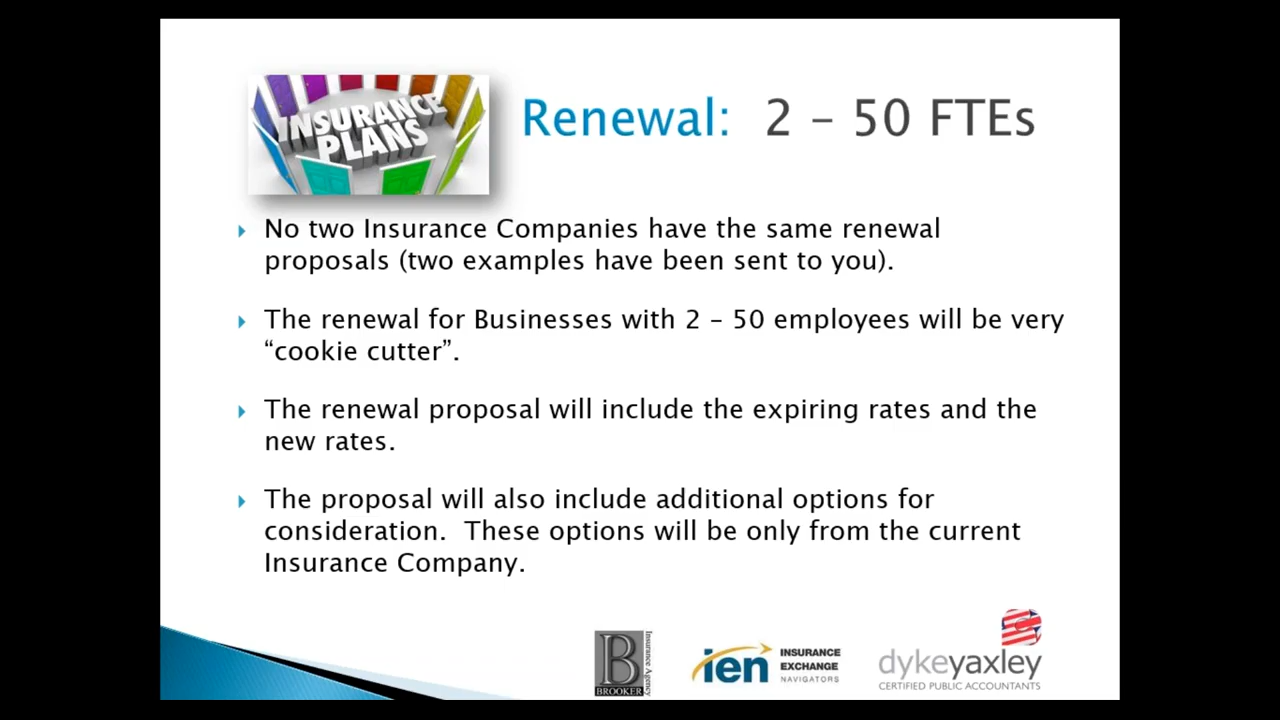 INSURANCE
PLANS
Renewal: 2 – 50 FTEs
No two Insurance Companies have the same renewal
proposals (two examples have been sent to you).
The renewal for Businesses with 2 – 50 employees will be very
“cookie cutter”.
The renewal proposal will include the expiring rates and the
new rates.
The proposal will also include additional options for
consideration.  These options will be only from the current
Insurance Company.
B
BROOKER
Insurance Agency
ien
INSURANCE
EXCHANGE
NAVIGATORS
dykeyaxley
CERTIFIED PUBLIC ACCOUNTANTS